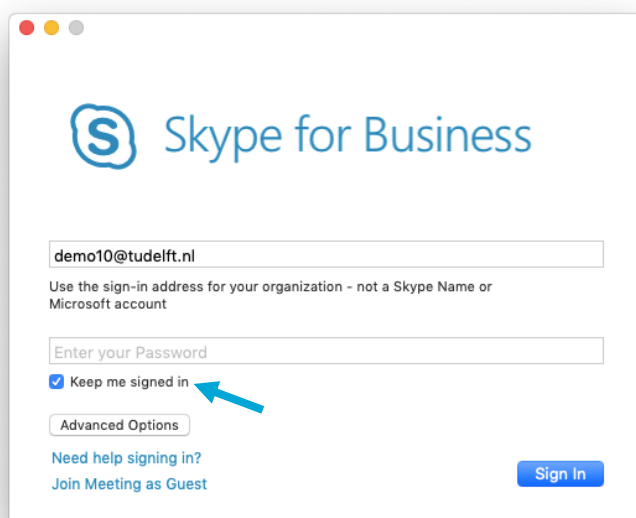 Skype for Business
demo10@tudelft.nl
Use the sign-in address for your organization - not a Skype Name or
Microsoft account
Enter your Password
Keep me signed in
Advanced Options
Need help signing in?
Join Meeting as Guest
Sign In